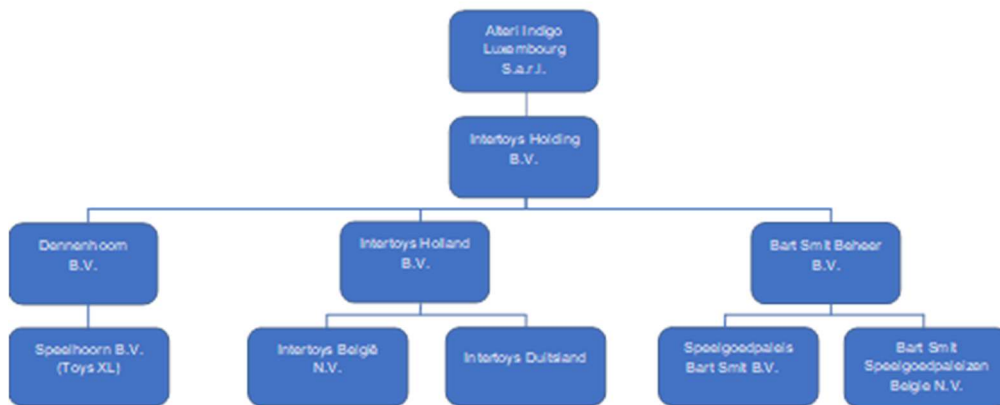 Alteri Indigo
Luxembourg
S.a.r.l.
Intertoys Holding
B.V.
Dennenhoorn
B.V.
Intertoys Holland
B.V.
Bart Smit Beheer
B.V.
Speelhoorn B.V.
(Toys XL)
Intertoys België
N.V.
Intertoys Duitsland
Speelgoedpaleis
Bart Smit B.V.
Bart Smit
Speelgoedpaleizen
Belgie N.V.